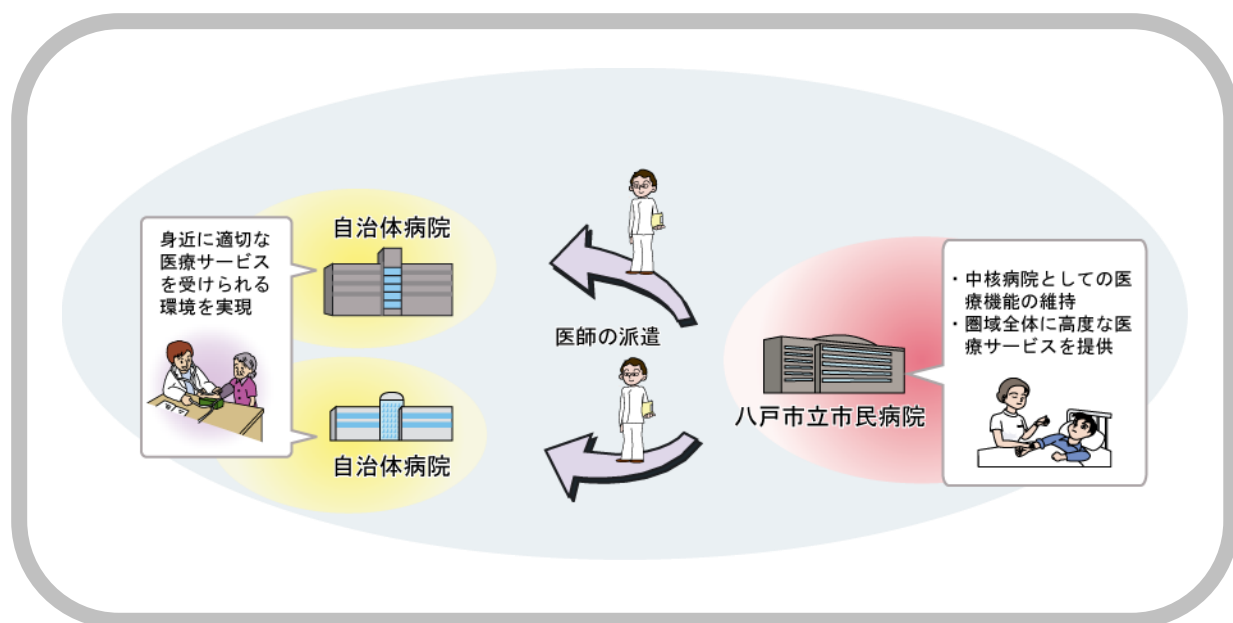 自治体病院
身近に適切な
医療サービス
を受けられる
環境を実現
自治体病院
医師の派遣
八戸市立市民病院
・中核病院としての医
療機能の維持
・圏域全体に高度な医
療サービスを提供